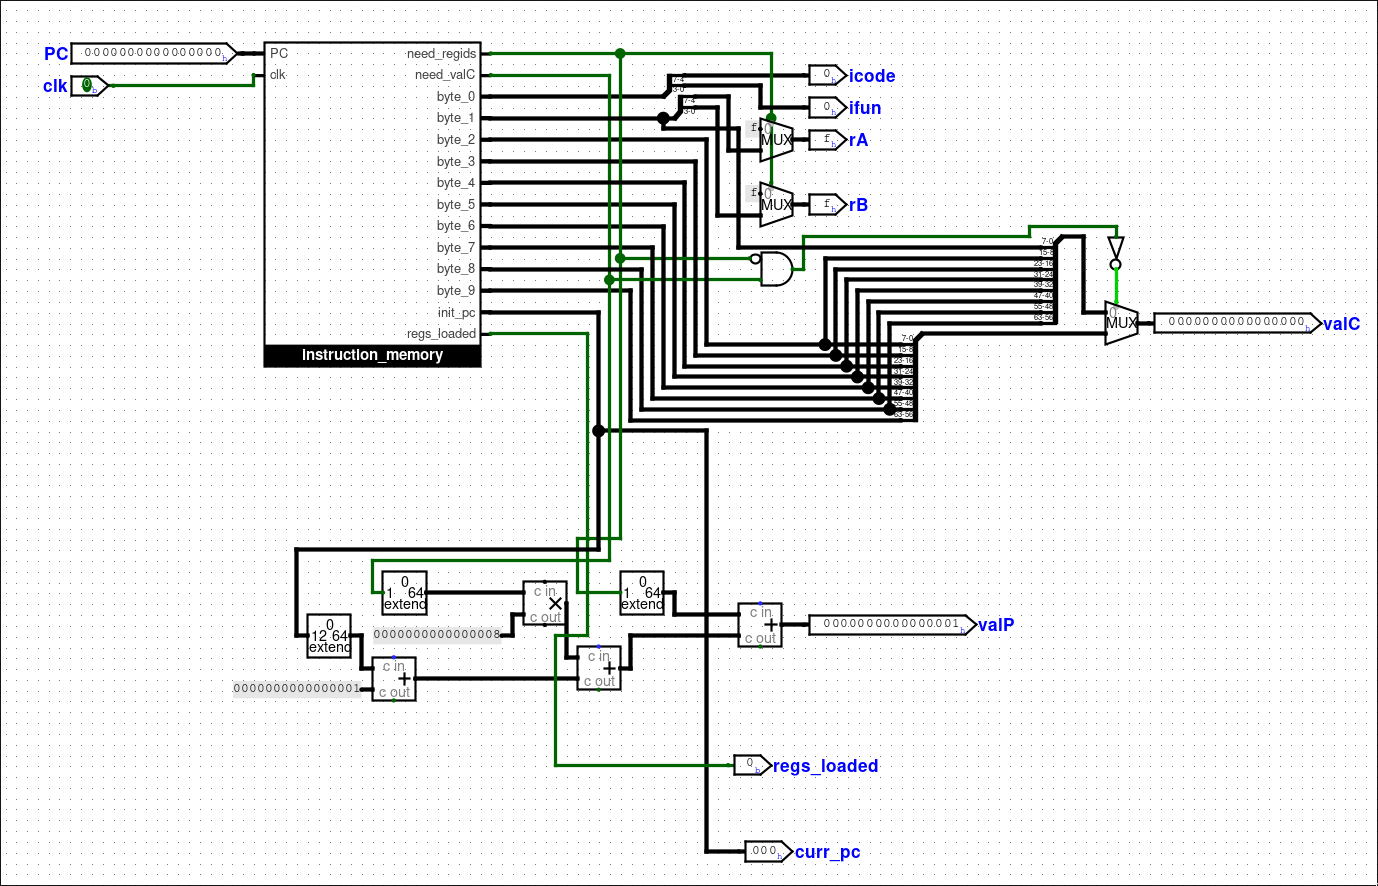 PC 0000000000000000 h
clk 0 h
PC
clk
need_regids
need_valC
byte_0
byte_1
byte_2
byte_3
byte_4
byte_5
byte_6
byte_7
byte_8
byte_9
init_pc
regs_loaded
Instruction_memory
7-4
3-0
7-4
3-0
0 h icode
0 h ifun
f 0 MUX
f h rA
f 0 MUX
f h rB
7-0
15-8
23-16
31-24
39-32
47-40
55-48
63-56
0 MUX
0000000000000000 h valC
7-0
15-8
23-16
31-24
39-32
47-40
55-48
63-56
0
1 64
extend
c in
×
c out
0
1 64
extend
0
12 64
extend
0000000000000008
c in
+
c out
0000000000000001 h valP
c in
+
c out
c in
+
c out
0000000000000001
0 h regs_loaded
000 h curr_pc